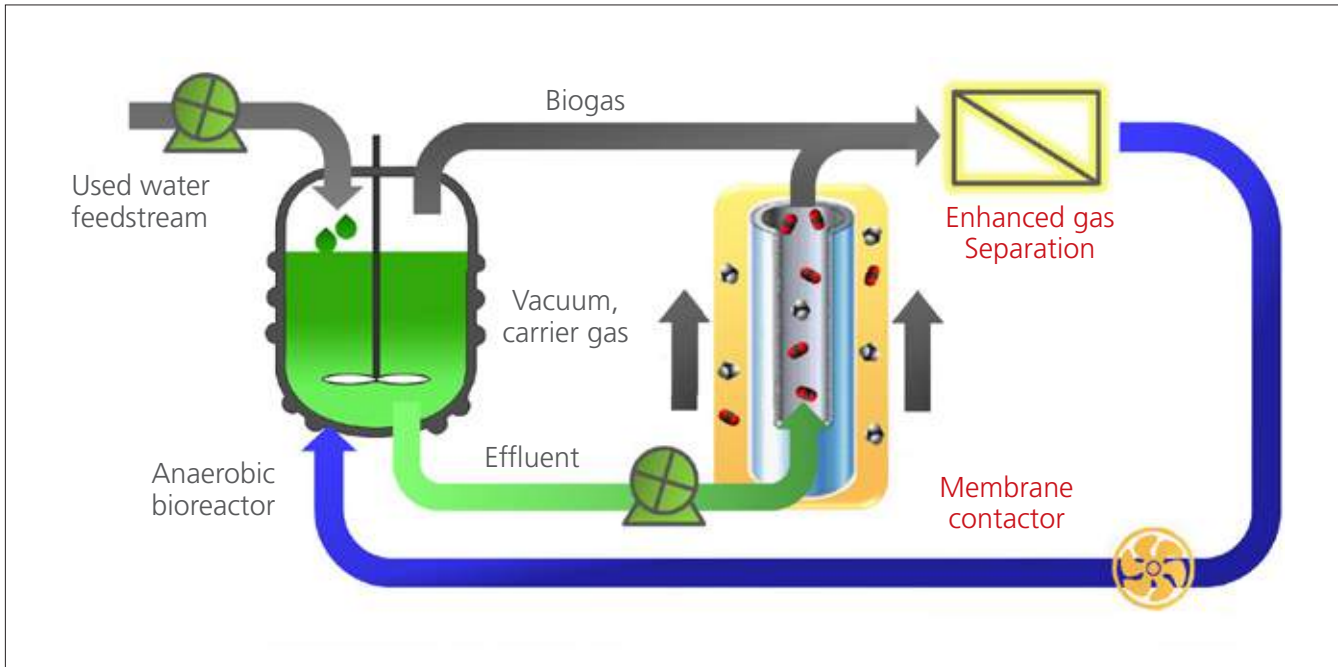 Biogas
Used water
feedstream
Enhanced gas
Separation
Vacuum,
carrier gas
Effluent
Anaerobic
bioreactor
Membrane
contactor